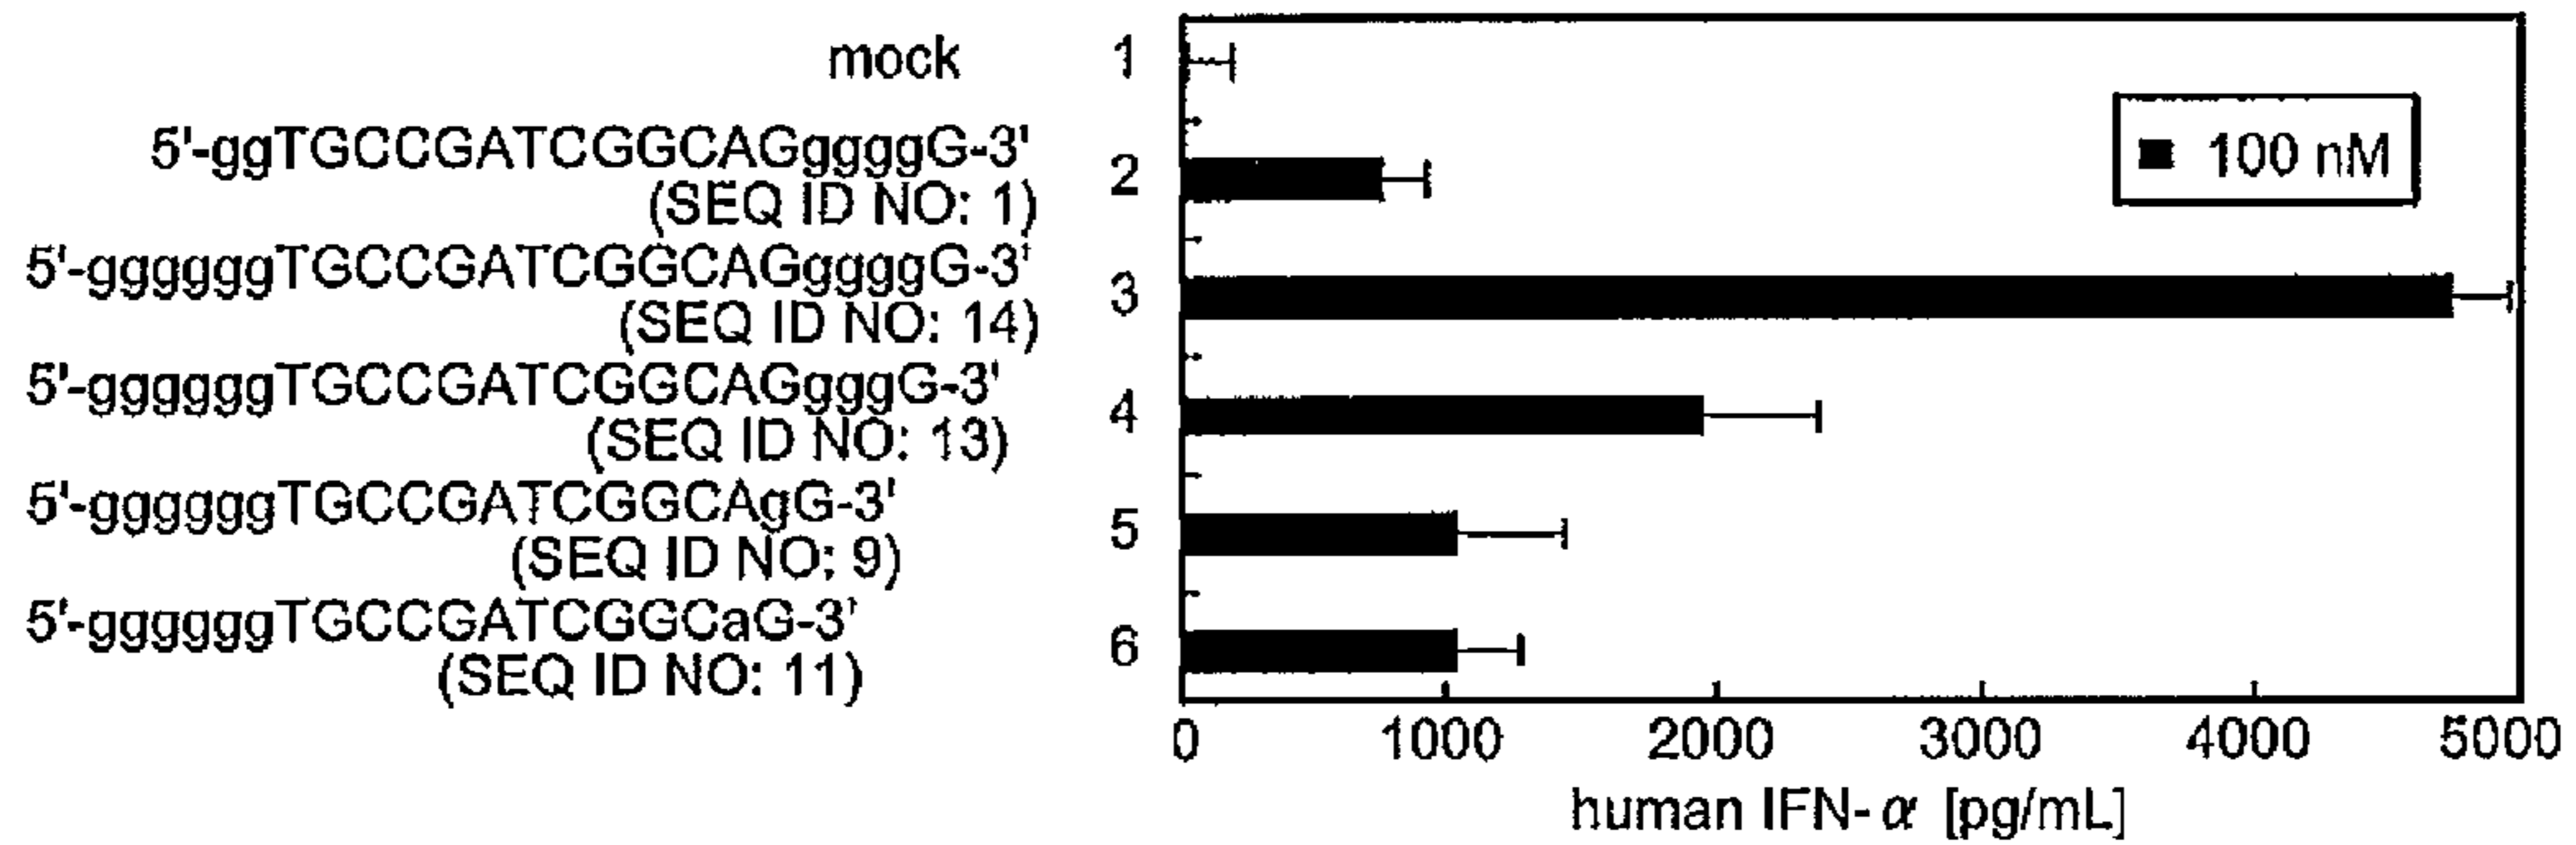 mock 1
5'-ggTGCCGATCGGCAGggggG-3' 2
(SEQ ID NO: 1)
5'-ggggggTGCCGATCGGCAGggggG-3' 3
(SEQ ID NO: 14)
5'-ggggggTGCCGATCGGCAGgggG-3' 4
(SEQ ID NO: 13)
5'-ggggggTGCCGATCGGCAgG-3' 5
(SEQ ID NO: 9)
5'-ggggggTGCCGATCGGCaG-3' 6
(SEQ ID NO: 11)
100 nM
0 1000 2000 3000 4000 5000
human IFN-α [pg/mL]